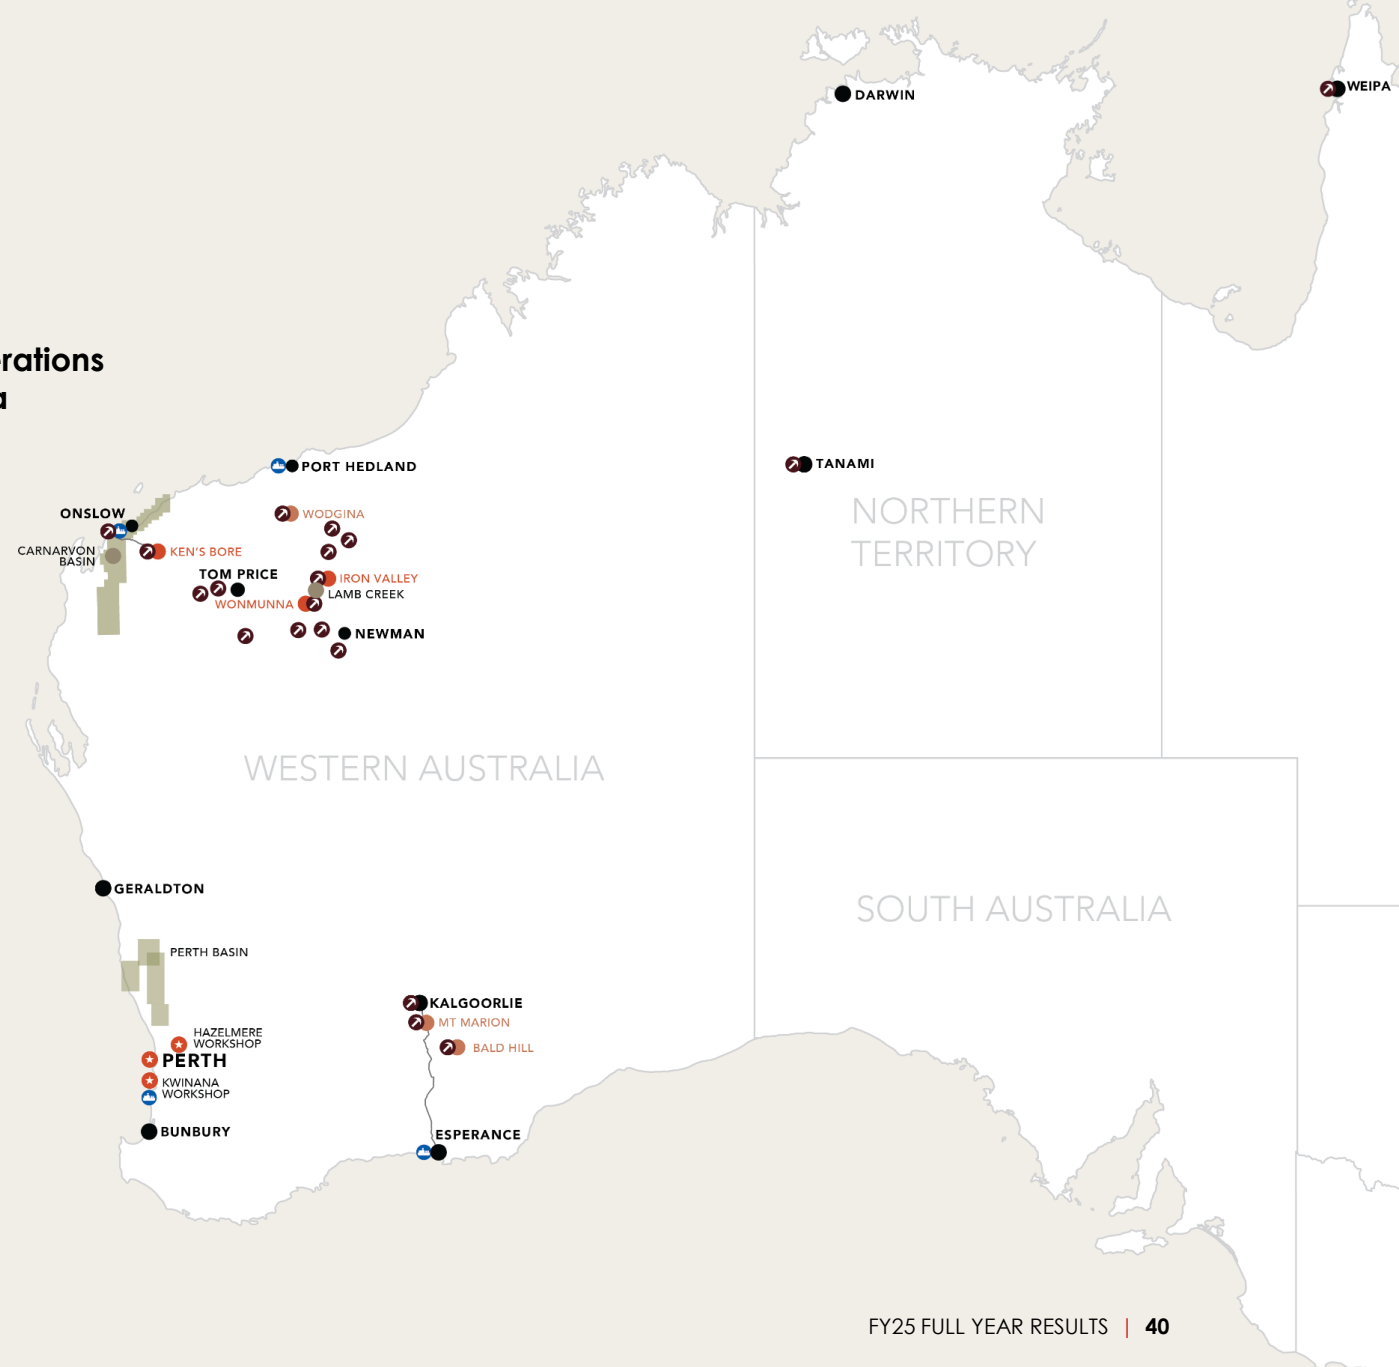 DARWIN
WEIPA
erations
a
PORT HEDLAND
TANAMI
NORTHERN
TERRITORY
ONSLOW
WODGINA
CARNARVON
BASIN
KEN'S BORE
TOM PRICE
IRON VALLEY
LAMB CREEK
WONMUNNA
NEWMAN
WESTERN AUSTRALIA
GERALDTON
SOUTH AUSTRALIA
PERTH BASIN
KALGOORLIE
MT MARION
HAZELMERE
WORKSHOP
BALD HILL
PERTH
KWINANA
WORKSHOP
BUNBURY
ESPERANCE
FY25 FULL YEAR RESULTS | 40